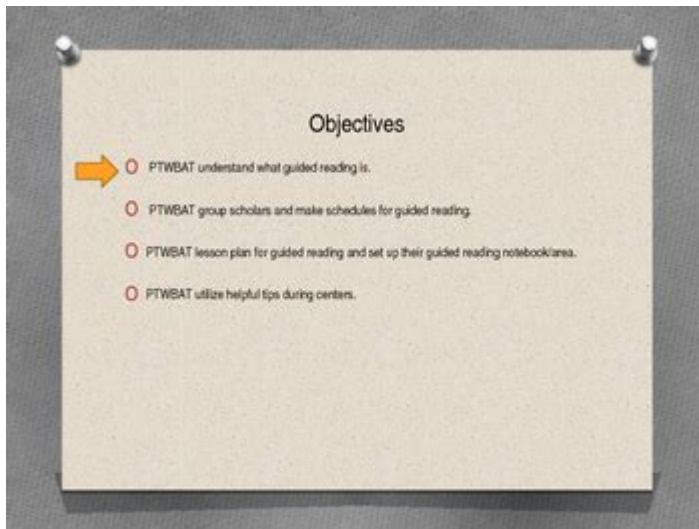 Objectives
O PTWBAT understand what guided reading is.
O PTWBAT group scholars and make schedules for guided reading.
O PTWBAT lesson plan for guided reading and set up their guided reading notebook/area.
O PTWBAT utilize helpful tips during centers.